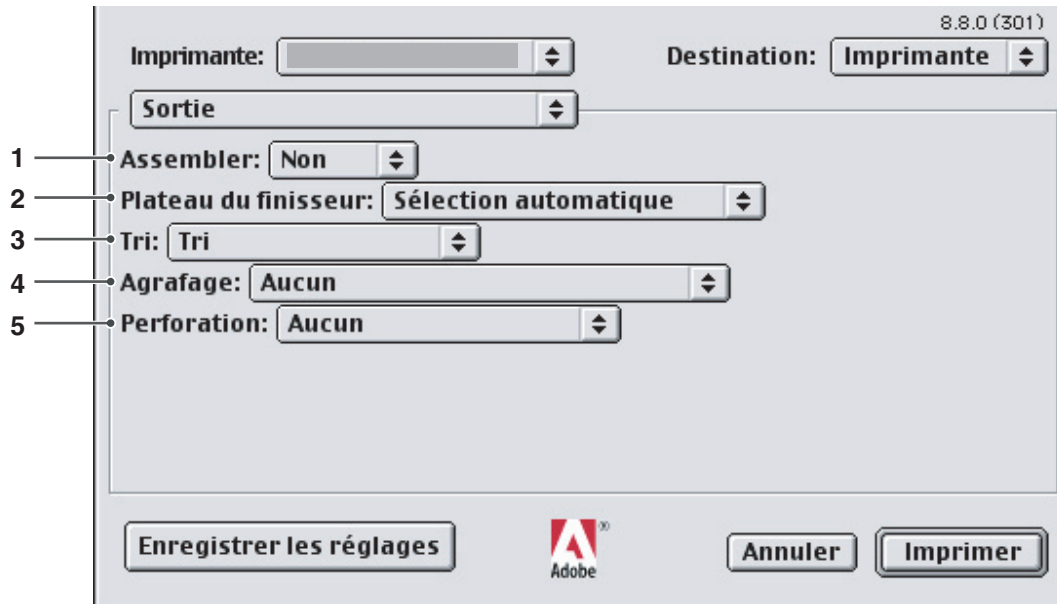 8.8.0 (301)
Imprimante: Destination: Imprimante
Sortie
1 Assembler: Non
2 Plateau du finisseur: Sélection automatique
3 Tri: Tri
4 Agrafage: Aucun
5 Perforation: Aucun
Enregistrer les réglages Adobe ® Annuler Imprimer